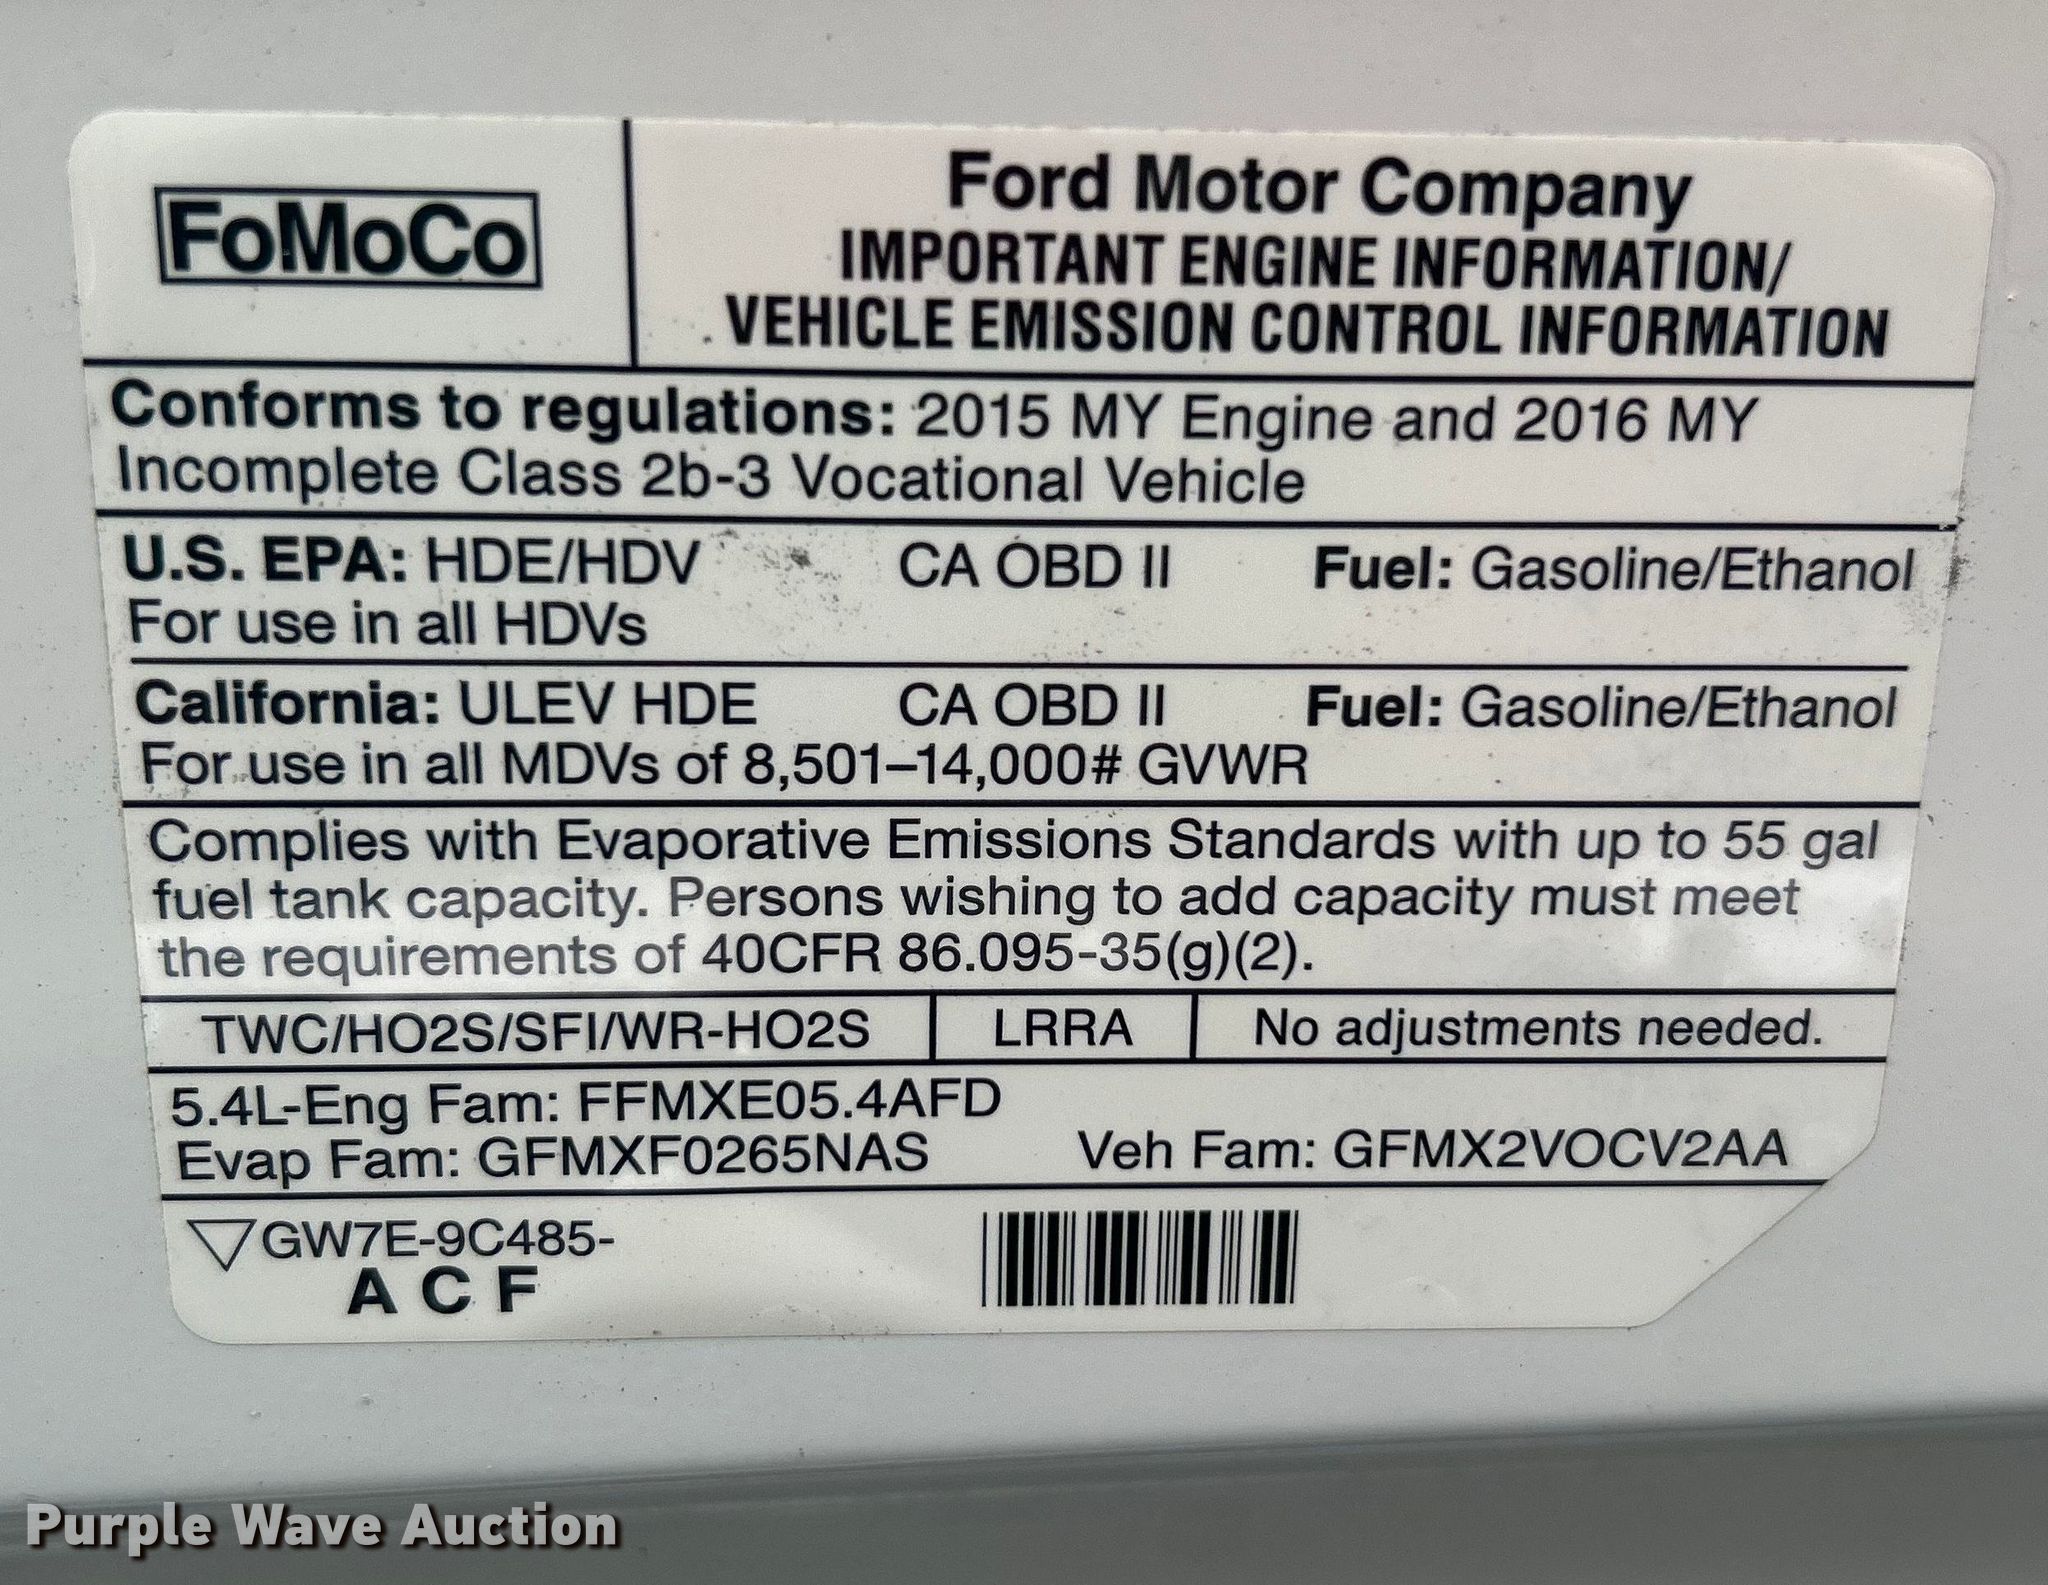 FoMoCo
Ford Motor Company
IMPORTANT ENGINE INFORMATION/
VEHICLE EMISSION CONTROL INFORMATION
Conforms to regulations: 2015 MY Engine and 2016 MY
Incomplete Class 2b-3 Vocational Vehicle
U.S. EPA: HDE/HDV CA OBD II Fuel: Gasoline/Ethanol
For use in all HDVs
California: ULEV HDE CA OBD II Fuel: Gasoline/Ethanol
For use in all MDVs of 8,501–14,000# GVWR
Complies with Evaporative Emissions Standards with up to 55 gal
fuel tank capacity. Persons wishing to add capacity must meet
the requirements of 40CFR 86.095-35(g)(2).
TWC/HO2S/SFI/WR-HO2S LRRA No adjustments needed.
5.4L-Eng Fam: FFMXE05.4AFD
Evap Fam: GFMXF0265NAS Veh Fam: GFMX2VOCV2AA
GW7E-9C485-
A C F
Purple Wave Auction